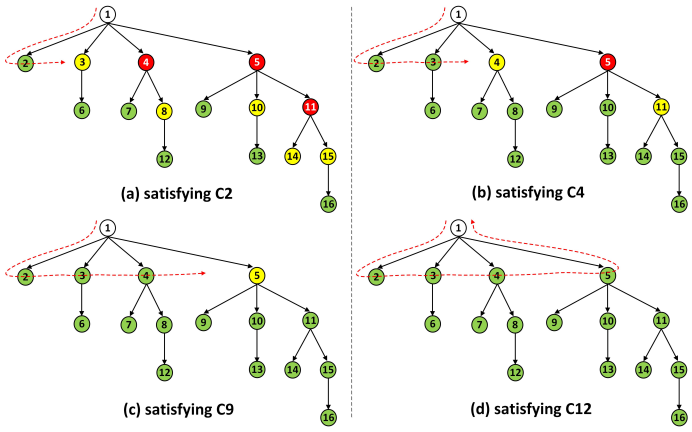 1
2 3 4 5
6 7 8 9 10 11
12 13 14 15
16
(a) satisfying C2
1
2 3 4 5
6 7 8 9 10 11
12 13 14 15
16
(b) satisfying C4
1
2 3 4 5
6 7 8 9 10 11
12 13 14 15
16
(c) satisfying C9
1
2 3 4 5
6 7 8 9 10 11
12 13 14 15
16
(d) satisfying C12